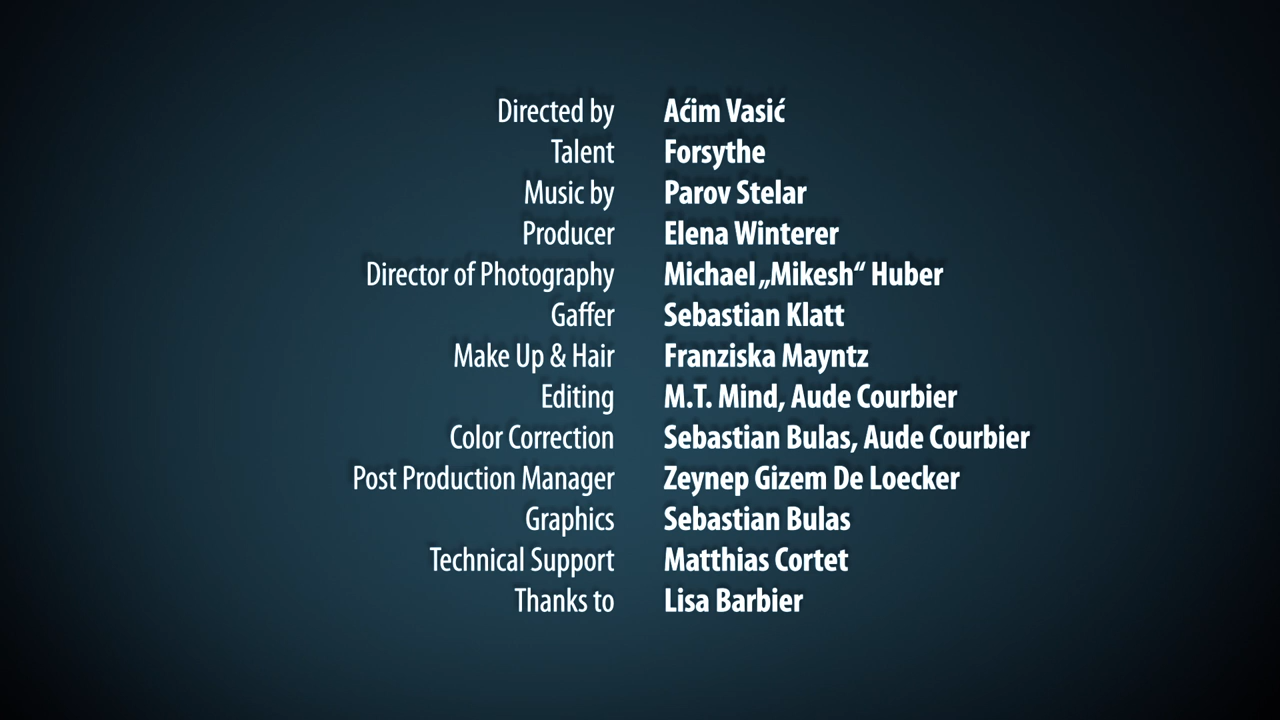 Directed by Aćim Vasić
Talent Forsythe
Music by Parov Stelar
Producer Elena Winterer
Director of Photography Michael „Mikesh“ Huber
Gaffer Sebastian Klatt
Make Up & Hair Franziska Mayntz
Editing M.T. Mind, Aude Courbier
Color Correction Sebastian Bulas, Aude Courbier
Post Production Manager Zeynep Gizem De Loecker
Graphics Sebastian Bulas
Technical Support Matthias Cortet
Thanks to Lisa Barbier